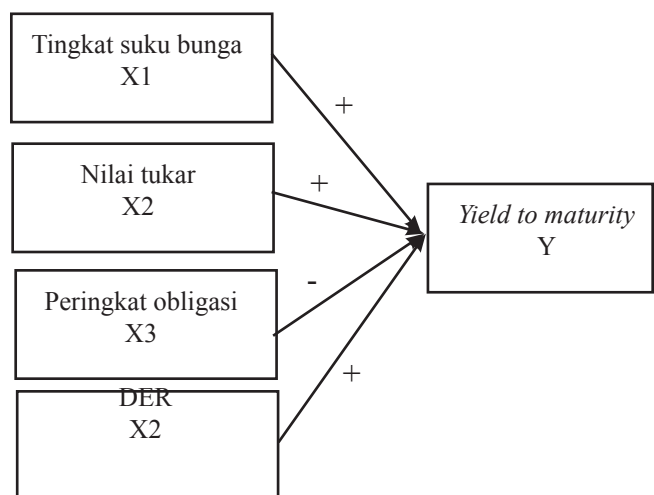 Tingkat suku bunga
X1
+
Nilai tukar
X2
+
Yield to maturity
Y
Peringkat obligasi
X3
-
DER
X2
+